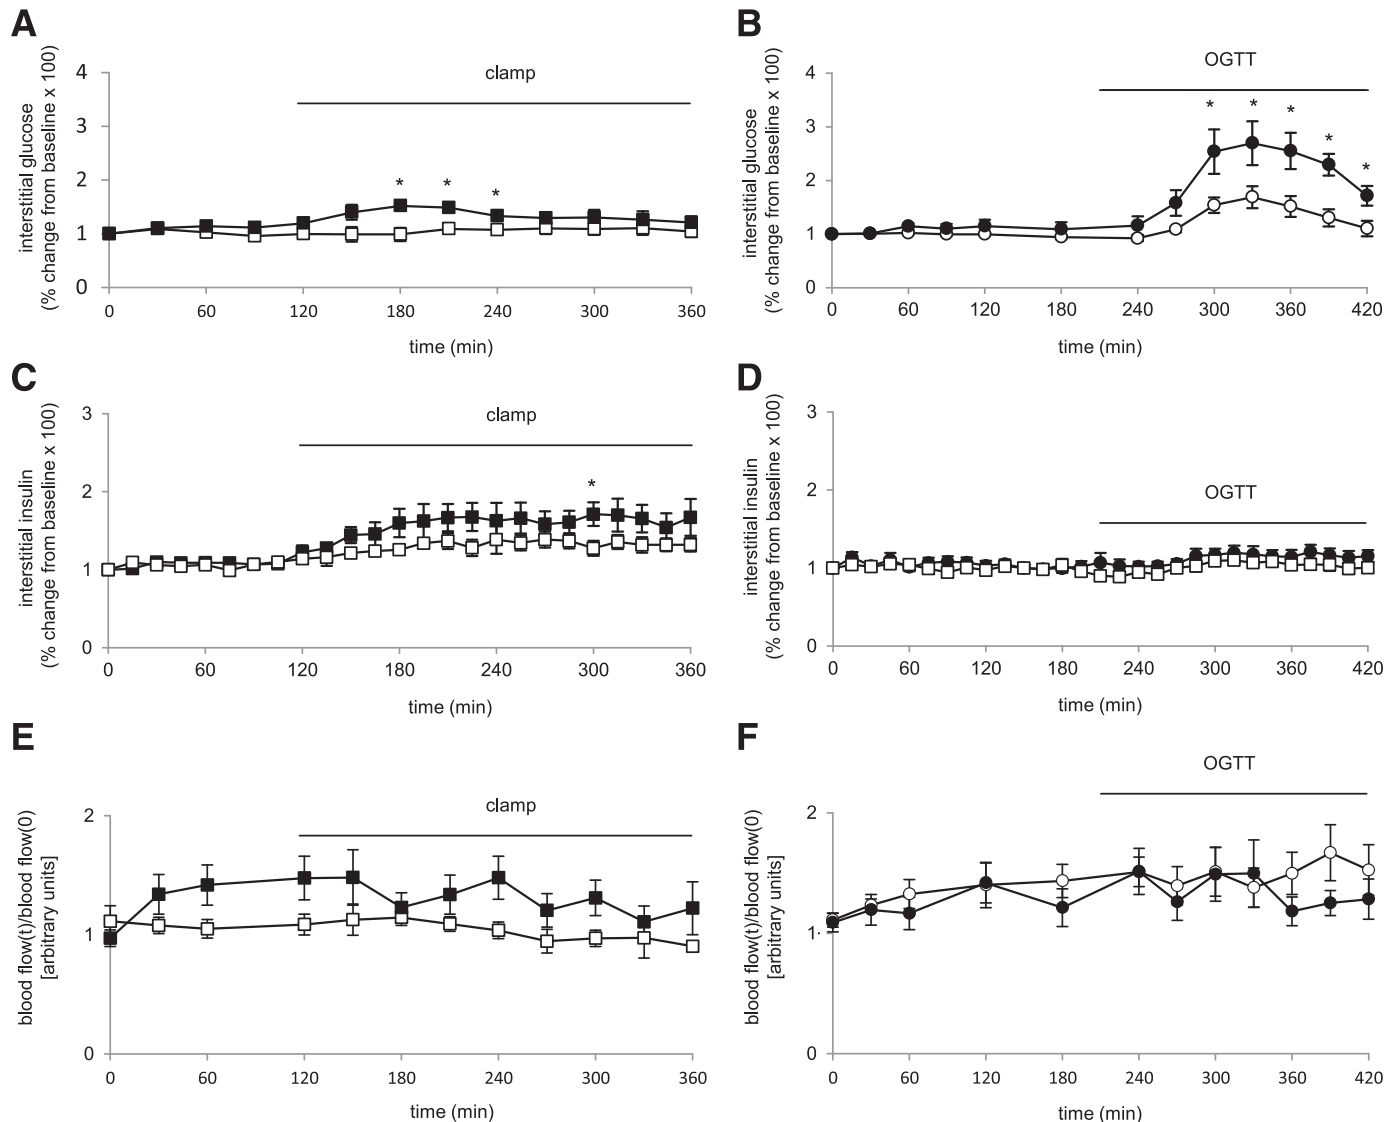 A
interstitial glucose
(% change from baseline x 100)
clamp
4
3
2
1
0
* * *
0 60 120 180 240 300 360
time (min)
B
interstitial glucose
(% change from baseline x 100)
OGTT
4
3
2
1
0
* * * * *
0 60 120 180 240 300 360 420
time (min)
C
interstitial insulin
(% change from baseline x 100)
clamp
3
2
1
0
*
0 60 120 180 240 300 360
time (min)
D
interstitial insulin
(% change from baseline x 100)
OGTT
3
2
1
0
0 60 120 180 240 300 360 420
time (min)
E
blood flow(t)/blood flow(0)
[arbitrary units]
clamp
2
1
0
0 60 120 180 240 300 360
time (min)
F
blood flow(t)/blood flow(0)
[arbitrary units]
OGTT
2
1
0
0 60 120 180 240 300 360 420
time (min)